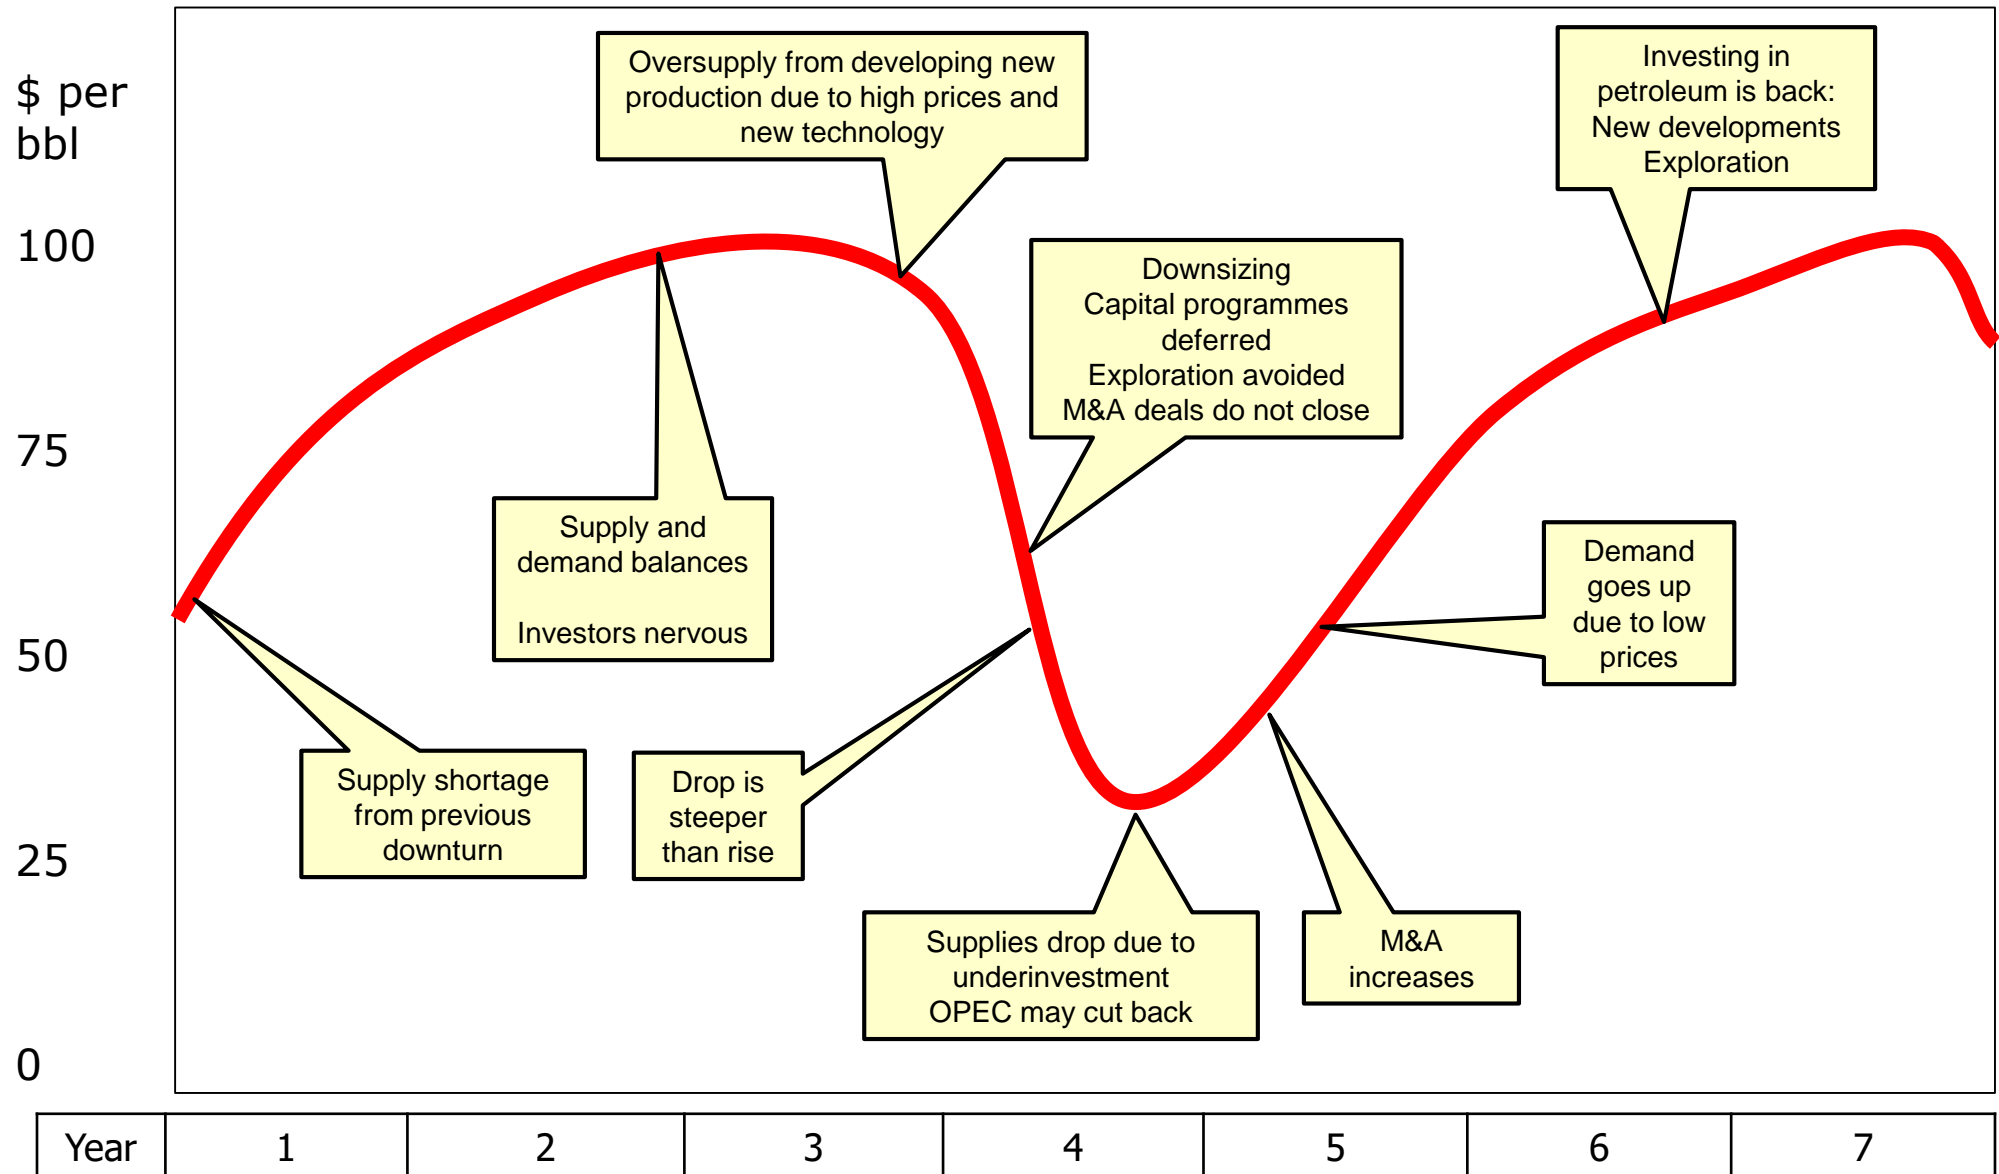 $ per
bbl
100
75
50
25
0
Oversupply from developing new
production due to high prices and
new technology
Investing in
petroleum is back:
New developments
Exploration
Downsizing
Capital programmes
deferred
Exploration avoided
M&A deals do not close
Supply and
demand balances
Investors nervous
Demand
goes up
due to low
prices
Supply shortage
from previous
downturn
Drop is
steeper
than rise
Supplies drop due to
underinvestment
OPEC may cut back
M&A
increases
Year 1 2 3 4 5 6 7